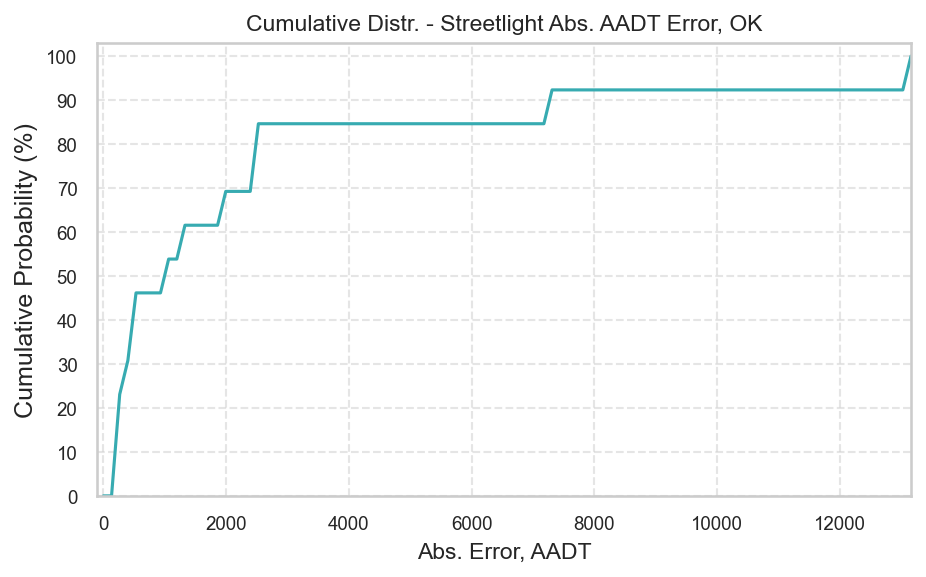 Cumulative Distr. - Streetlight Abs. AADT Error, OK
Cumulative Probability (%)
100
90
80
70
60
50
40
30
20
10
0
0 2000 4000 6000 8000 10000 12000
Abs. Error, AADT